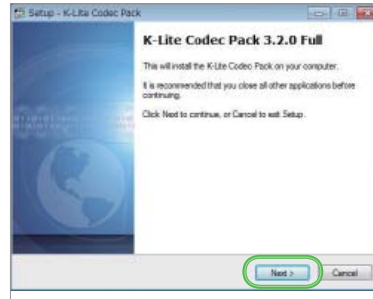 Setup - K-Lite Codec Pack
K-Lite Codec Pack 3.2.0 Full
This will install the K-Lite Codec Pack on your computer.
It is recommended that you close all other applications before
continuing.
Click Next to continue, or Cancel to exit Setup.
Next >
Cancel